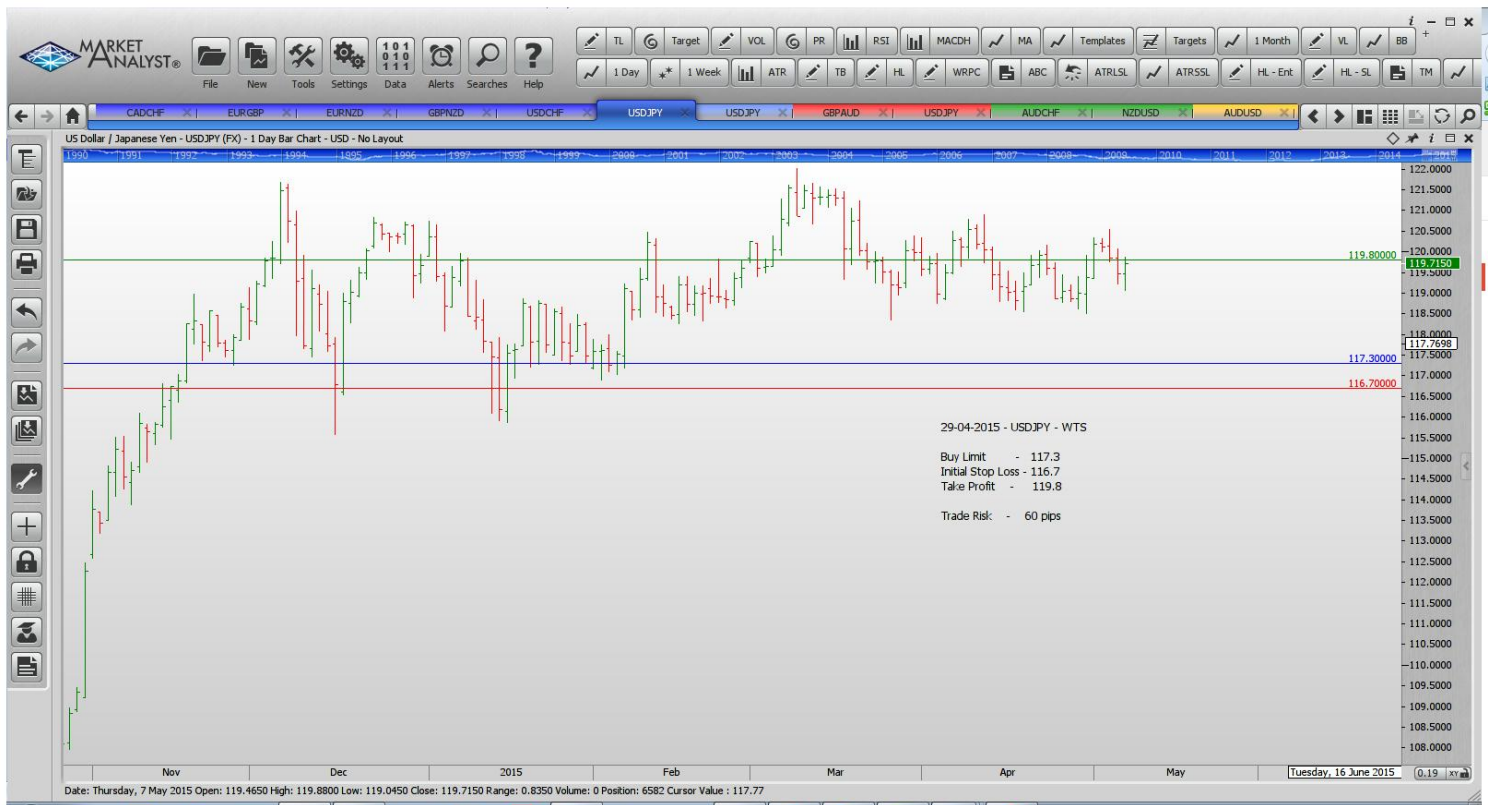 i
MARKET
ANALYST®
File New Tools Settings Data Alerts Searches Help
TL Target VOL PR RSI MACDH MA Templates Targets 1 Month VL BB
1 Day 1 Week ATR TB HL WRPC ABC ATRLSL ATRSSL HL - Ent HL - SL TM
101
010
111
CADCHF EURGBP EURNZD GBPNZD USDCHF USDJPY USDJPY GBPAUD USDJPY AUDCHF NZDUSD AUDUSD
US Dollar / Japanese Yen - USDJPY (FX) - 1 Day Bar Chart - USD - No Layout
1990 1991 1992 1993 1994 1995 1996 1997 1998 1999 2000 2001 2002 2003 2004 2005 2006 2007 2008 2009 2010 2011 2012 2013 2014
122.0000
121.5000
121.0000
120.5000
120.0000
119.80000
119.7150
119.5000
119.0000
118.5000
118.0000
117.7698
117.5000
117.30000
117.0000
116.70000
116.5000
116.0000
115.5000
115.0000
114.5000
114.0000
113.5000
113.0000
112.5000
112.0000
111.5000
111.0000
110.5000
110.0000
109.5000
109.0000
108.5000
108.0000
29-04-2015 - USDJPY - WTS
Buy Limit - 117.3
Initial Stop Loss - 116.7
Take Profit - 119.8
Trade Risk - 60 pips
Nov Dec 2015 Feb Mar Apr May Tuesday, 16 June 2015 0.19 XY
Date: Thursday, 7 May 2015 Open: 119.4650 High: 119.8800 Low: 119.0450 Close: 119.7150 Range: 0.8350 Volume: 0 Position: 6582 Cursor Value : 117.77